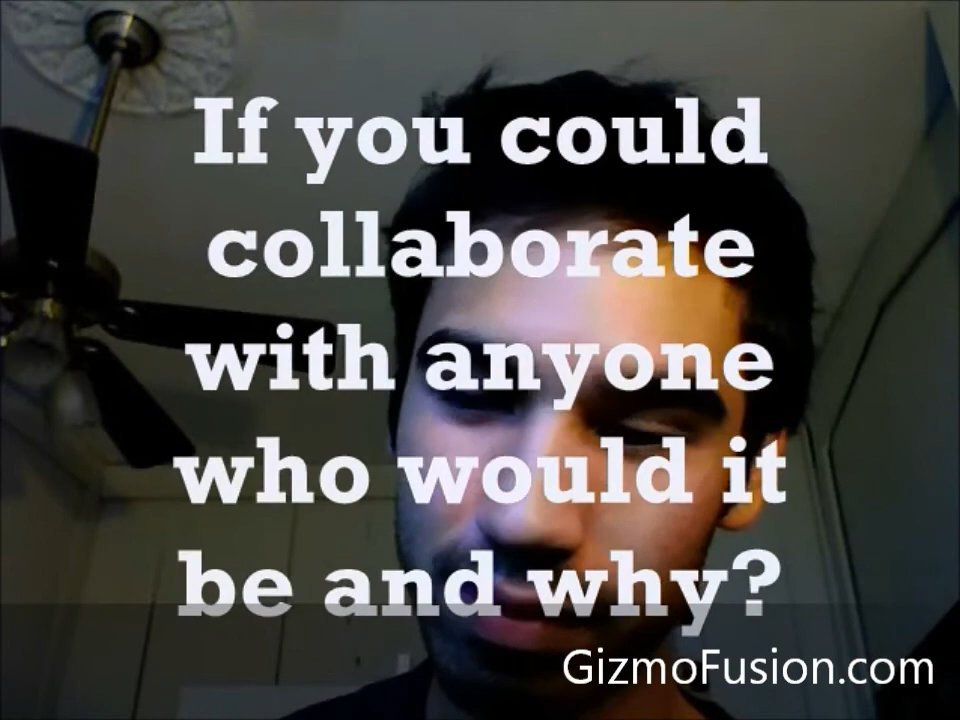 If you could
collaborate
with anyone
who would it
be and why?
GizmoFusion.com